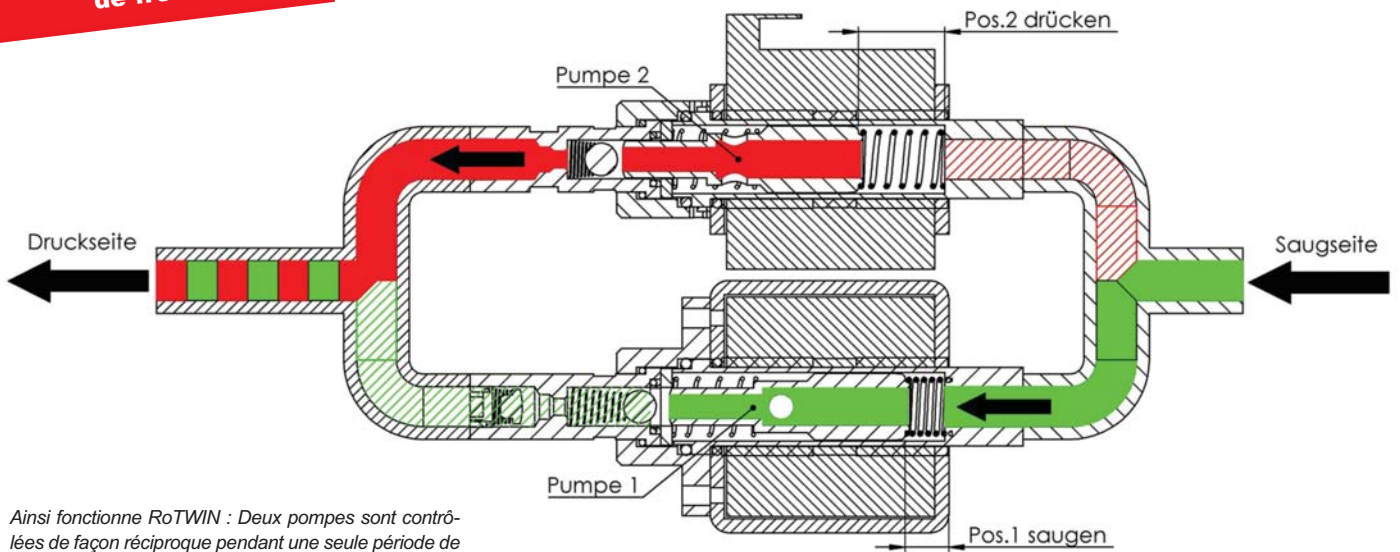 Pos.2 drücken
Pumpe 2
Druckseite
Saugseite
Pumpe 1
Pos.1 saugen
Ainsi fonctionne RoTWIN : Deux pompes sont contrô-
lées de façon réciproque pendant une seule période de